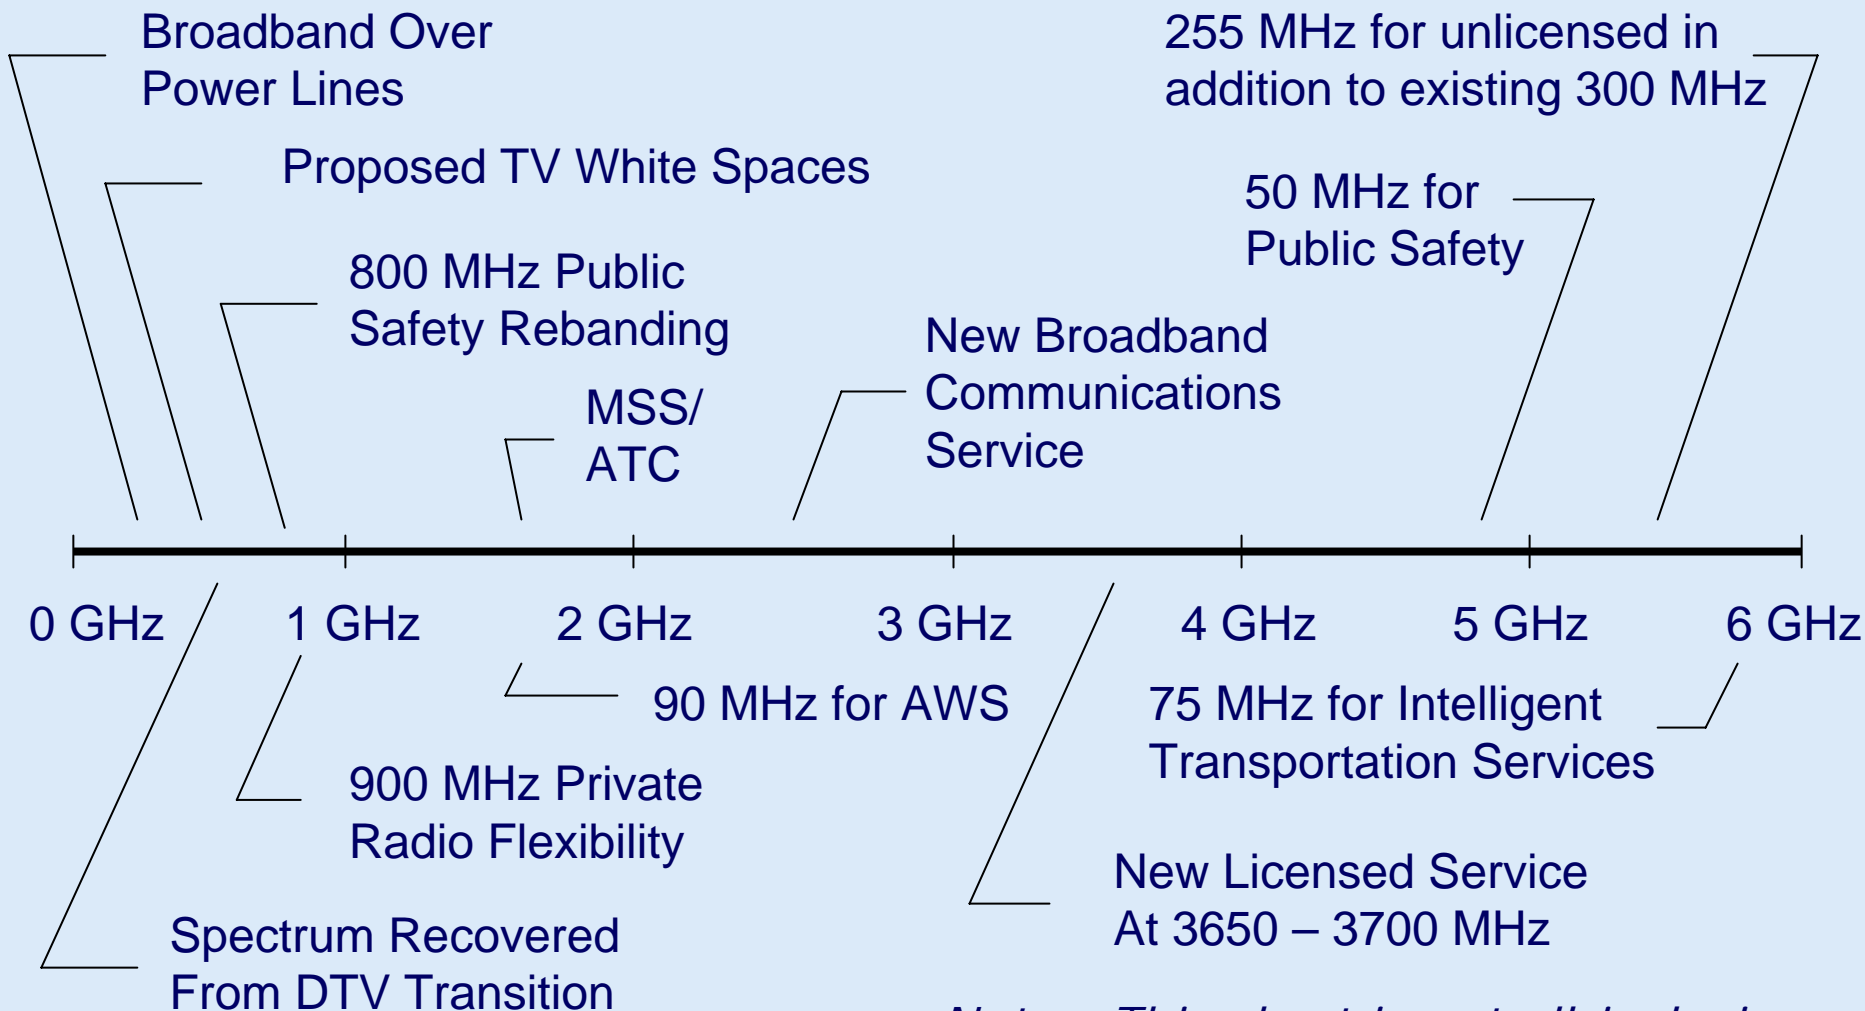 Broadband Over
Power Lines
255 MHz for unlicensed in
addition to existing 300 MHz
Proposed TV White Spaces
50 MHz for
Public Safety
800 MHz Public
Safety Rebanding
New Broadband
Communications
Service
MSS/
ATC
0 GHz
1 GHz
2 GHz
3 GHz
4 GHz
5 GHz
6 GHz
90 MHz for AWS
75 MHz for Intelligent
Transportation Services
900 MHz Private
Radio Flexibility
New Licensed Service
At 3650 – 3700 MHz
Spectrum Recovered
From DTV Transition